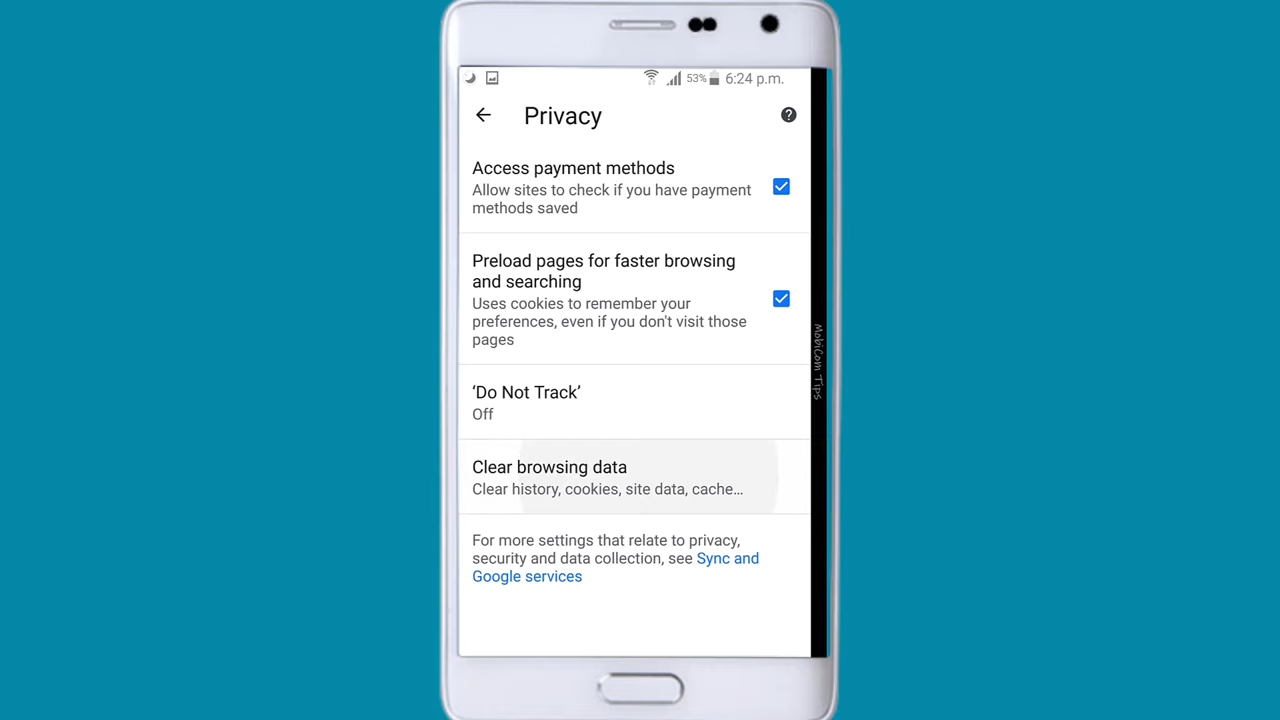 53% 6:24 p.m.
Privacy
Access payment methods
Allow sites to check if you have payment
methods saved
Preload pages for faster browsing
and searching
Uses cookies to remember your
preferences, even if you don't visit those
pages
‘Do Not Track’
Off
Clear browsing data
Clear history, cookies, site data, cache...
For more settings that relate to privacy,
security and data collection, see Sync and
Google services
MobiCom Tips